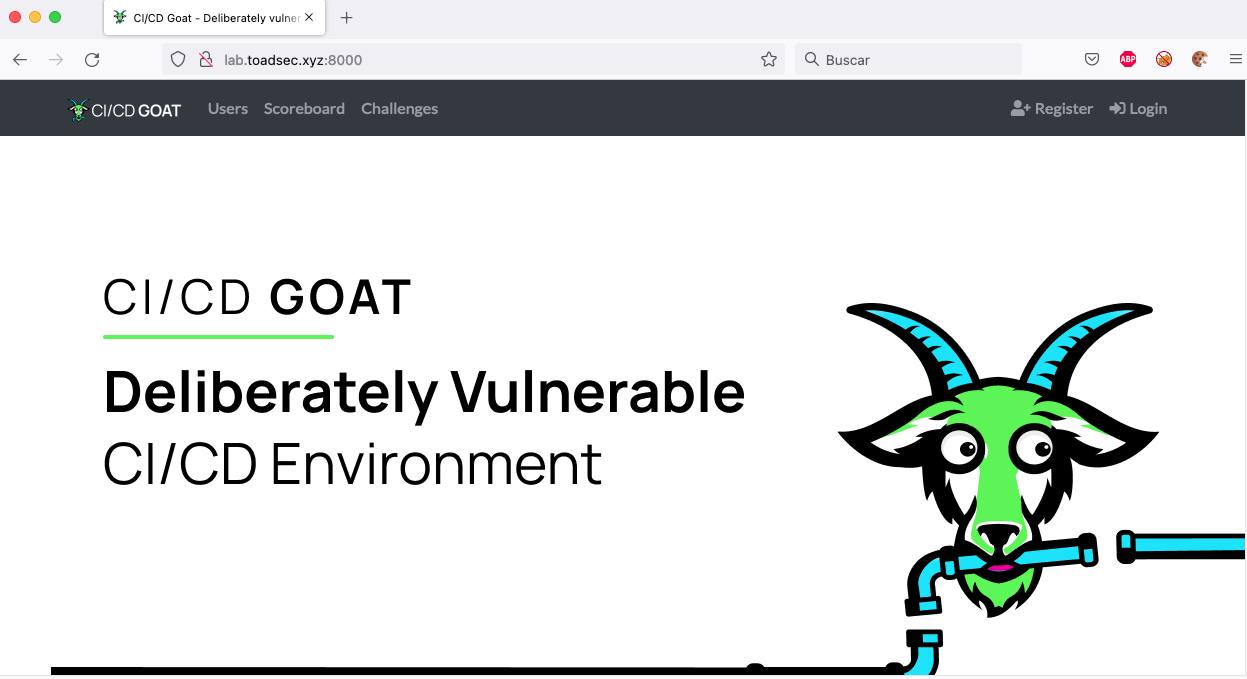 CI/CD Goat - Deliberately vulner
lab.toadsec.xyz:8000
Buscar
ABP
CI/CD GOAT
Users
Scoreboard
Challenges
Register
Login
CI/CD GOAT
Deliberately Vulnerable
CI/CD Environment